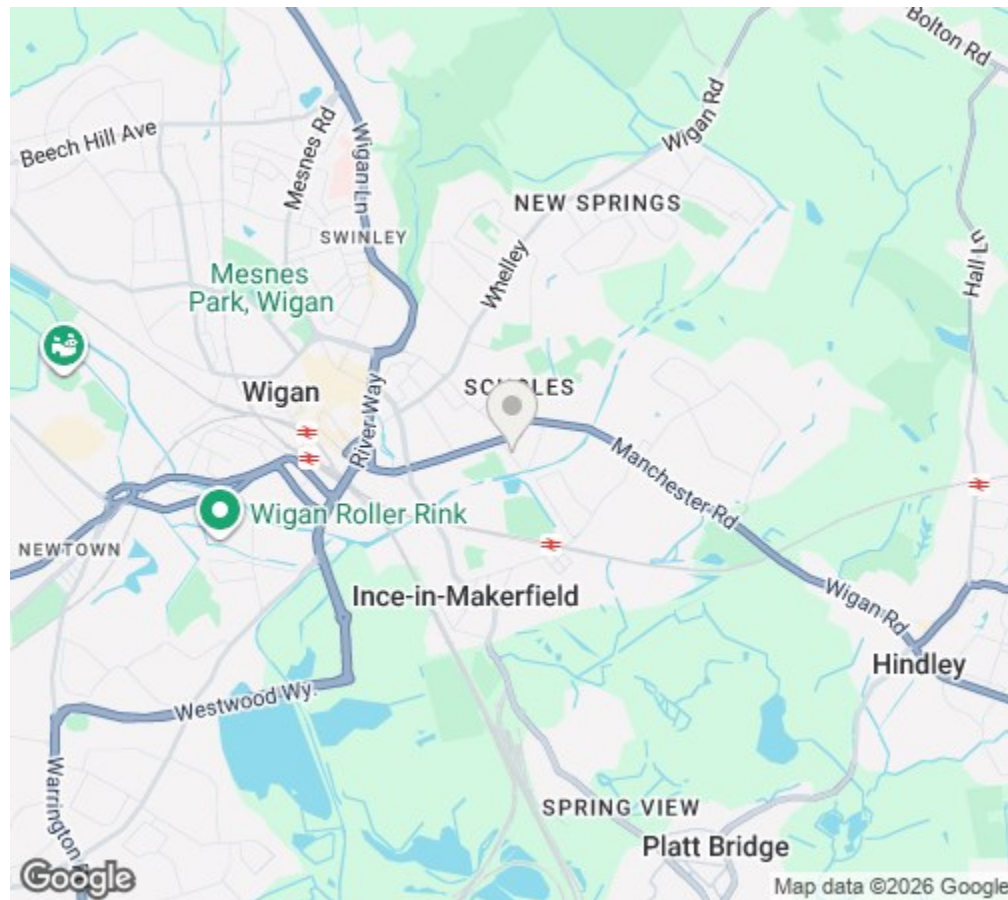 Bolton Rd
Beech Hill Ave
Mesnes Rd
Wigan Ln
Wigan Rd
NEW SPRINGS
SWINLEY
Whelley
Hall Ln
Mesnes
Park, Wigan
Wigan
River Way
Manchester Rd
Wigan Roller Rink
NEWTOWN
Ince-in-Makerfield
Wigan Rd
Hindley
Westwood Wy.
Warrington
SPRING VIEW
Platt Bridge
Google
Map data ©2026 Google